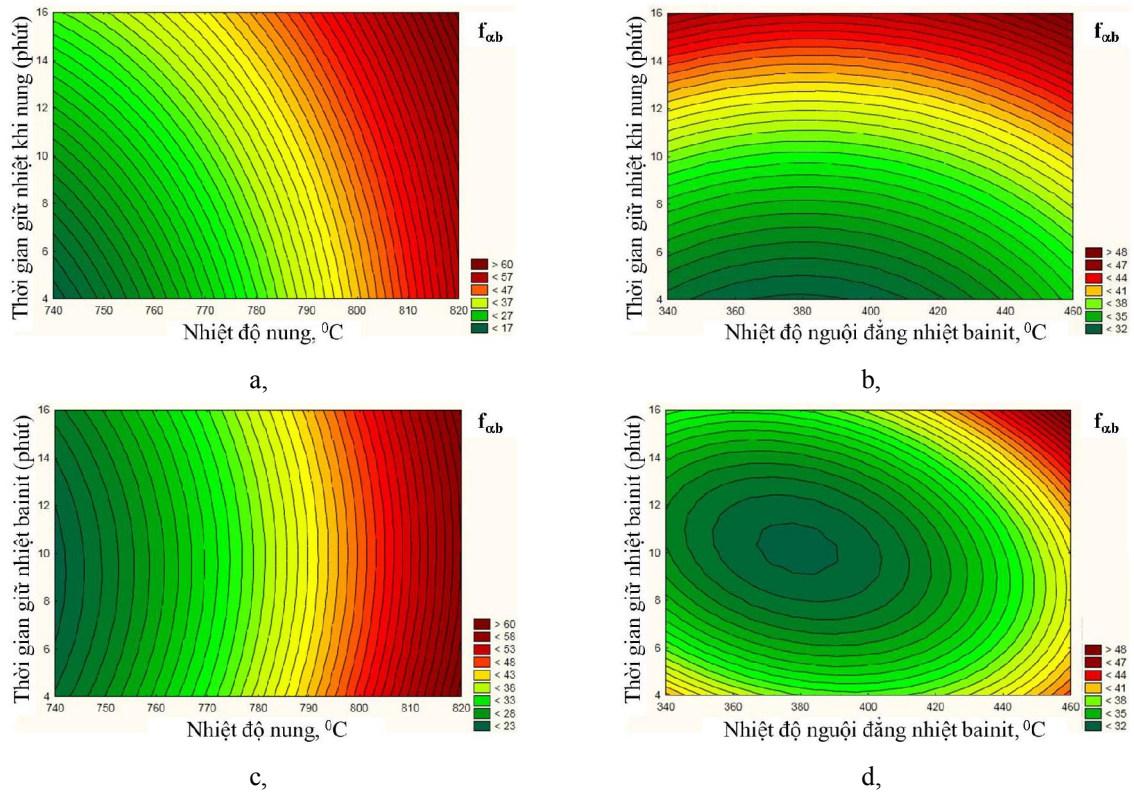 Thời gian giữ nhiệt khi nung (phút)
16
14
12
10
8
6
4
740 750 760 770 780 790 800 810 820
Nhiệt độ nung, ⁰C
fαb
> 60
< 57
< 47
< 37
< 27
< 17
a,
Thời gian giữ nhiệt khi nung (phút)
16
14
12
10
8
6
4
340 360 380 400 420 440 460
Nhiệt độ nguội đẳng nhiệt bainit, ⁰C
fαb
> 48
< 47
< 44
< 41
< 38
< 35
< 32
b,
Thời gian giữ nhiệt bainit (phút)
16
14
12
10
8
6
4
740 750 760 770 780 790 800 810 820
Nhiệt độ nung, ⁰C
fαb
> 60
< 58
< 53
< 48
< 43
< 38
< 33
< 28
< 23
c,
Thời gian giữ nhiệt bainit (phút)
16
14
12
10
8
6
4
340 360 380 400 420 440 460
Nhiệt độ nguội đẳng nhiệt bainit, ⁰C
fαb
> 48
< 47
< 44
< 41
< 38
< 35
< 32
d,